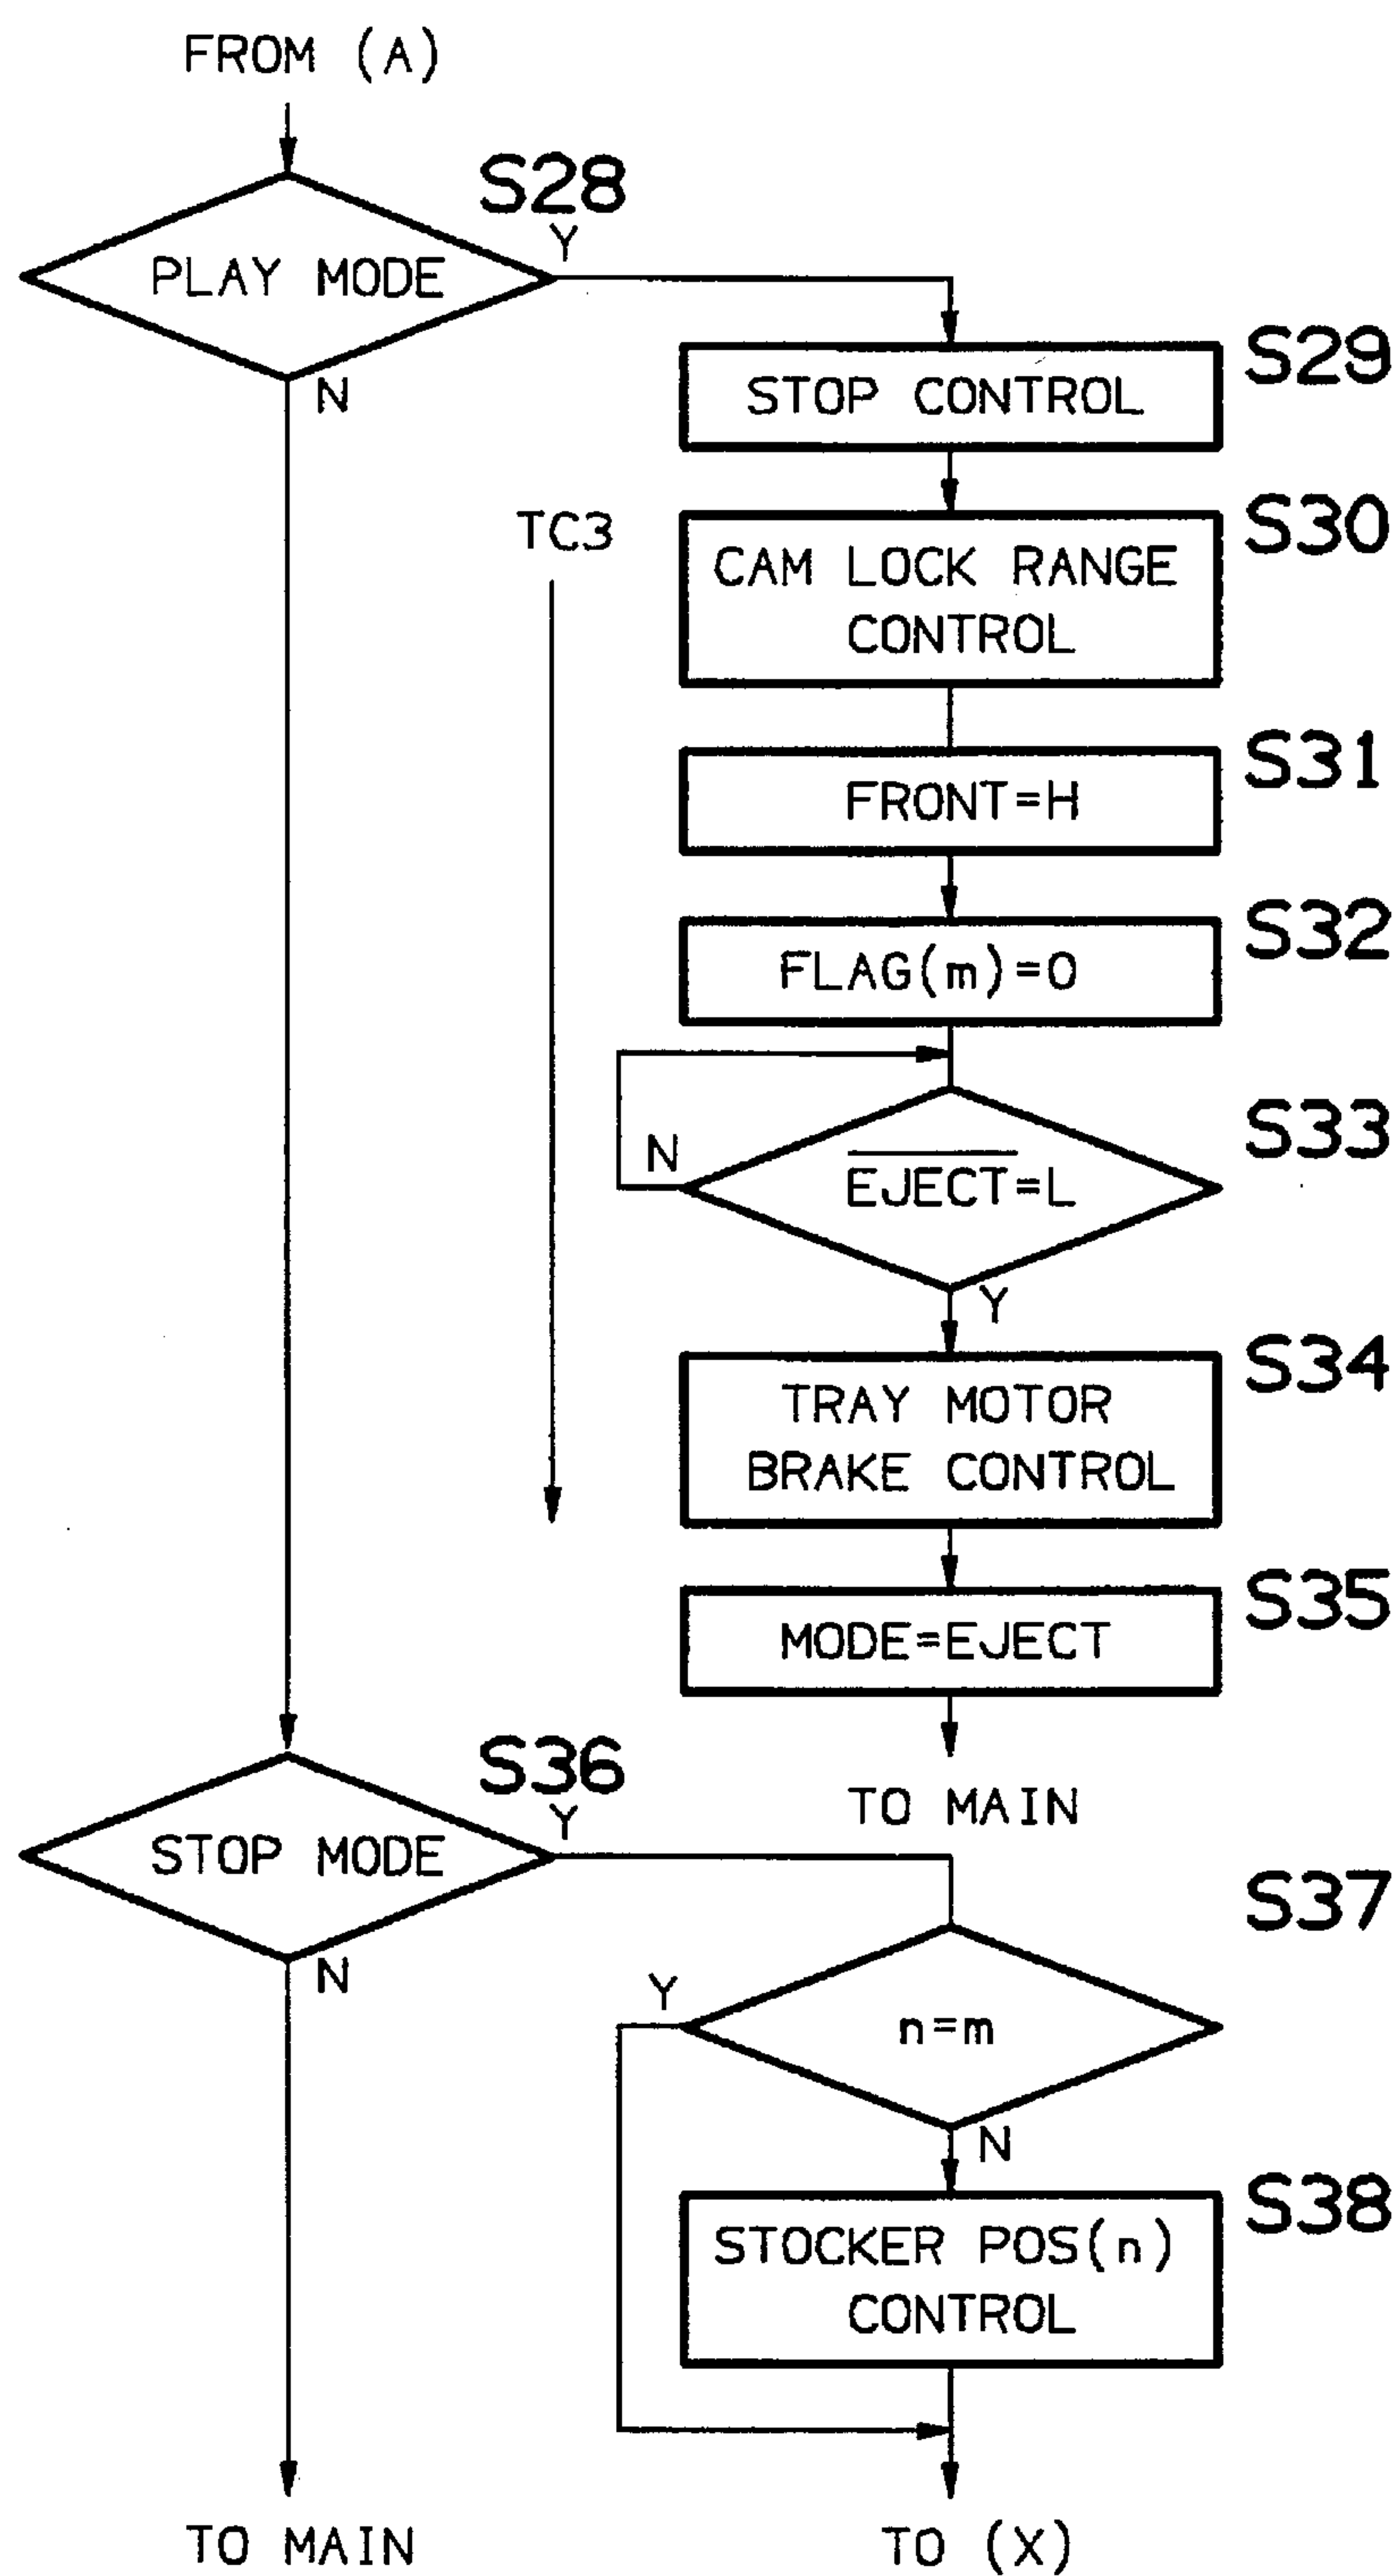 FROM (A)
S28
Y
PLAY MODE
N
S29
STOP CONTROL
TC3
S30
CAM LOCK RANGE
CONTROL
S31
FRONT=H
S32
FLAG(m)=0
S33
N
EJECT=L
Y
S34
TRAY MOTOR
BRAKE CONTROL
S35
MODE=EJECT
TO MAIN
S36
Y
STOP MODE
N
S37
Y
n=m
N
S38
STOCKER POS(n)
CONTROL
TO MAIN
TO (X)